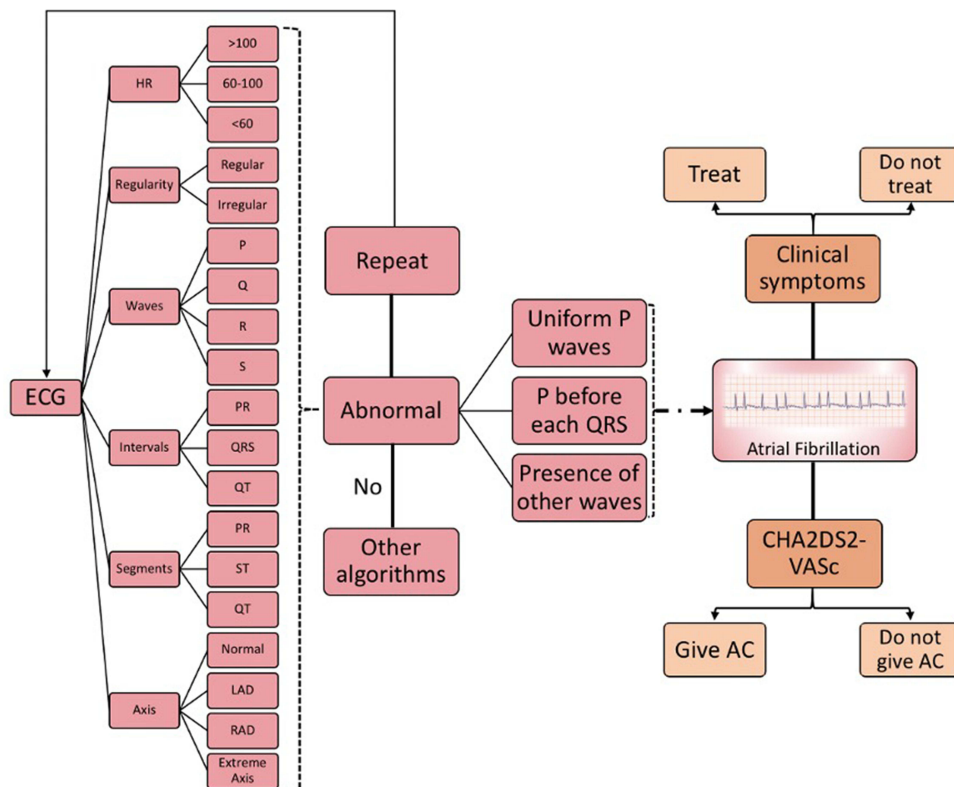 ECG
HR
>100
60-100
<60
Regularity
Regular
Irregular
Waves
P
Q
R
S
Intervals
PR
QRS
QT
Segments
PR
ST
QT
Axis
Normal
LAD
RAD
Extreme
Axis
Repeat
Abnormal
No
Other
algorithms
Uniform P
waves
P before
each QRS
Presence of
other waves
Treat
Do not
treat
Clinical
symptoms
Atrial Fibrillation
CHA2DS2-
VASc
Give AC
Do not
give AC